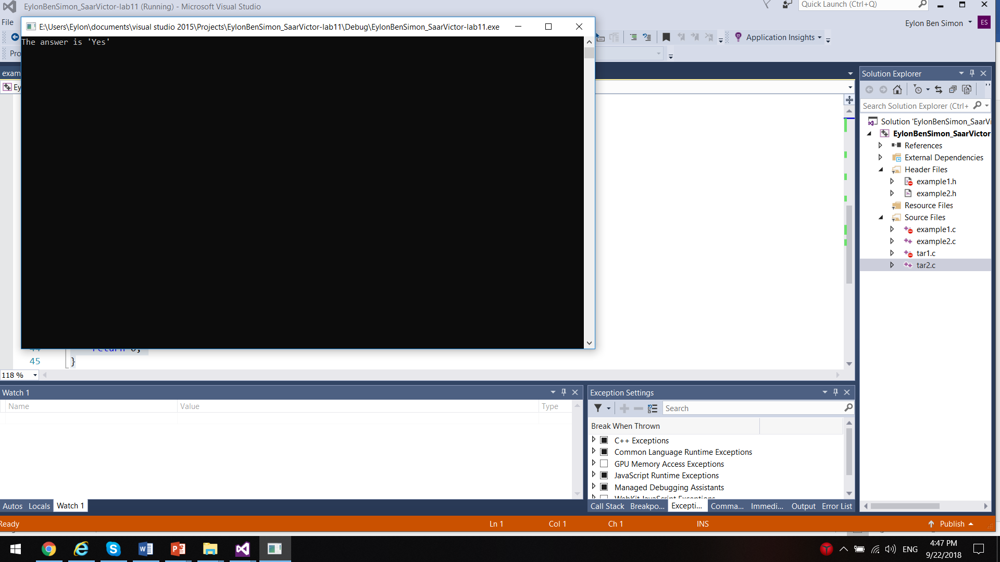 EylonBenSimon_SaarVictor-lab11 (Running) - Microsoft Visual Studio
Quick Launch (Ctrl+Q)
File
Eylon Ben Simon
ES
E:\Users\Eylon\documents\visual studio 2015\Projects\EylonBenSimon_SaarVictor-lab11\Debug\EylonBenSimon_SaarVictor-lab11.exe
The answer is 'Yes'
Application Insights
Pro
exam
Ey
Solution Explorer
Search Solution Explorer (Ctrl+
Solution 'EylonBenSimon_SaarVi
EylonBenSimon_SaarVictor
References
External Dependencies
Header Files
example1.h
example2.h
Resource Files
Source Files
example1.c
example2.c
tar1.c
tar2.c
44 return 0;
45 }
118 %
Watch 1
Name Value Type
Autos Locals Watch 1
Exception Settings
Search
Break When Thrown
C++ Exceptions
Common Language Runtime Exceptions
GPU Memory Access Exceptions
JavaScript Runtime Exceptions
Managed Debugging Assistants
WebKit JavaScript Exceptions
Call Stack Breakpo... Excepti... Comma... Immedi... Output Error List
Ready Ln 1 Col 1 Ch 1 INS Publish
ENG
4:47 PM
9/22/2018